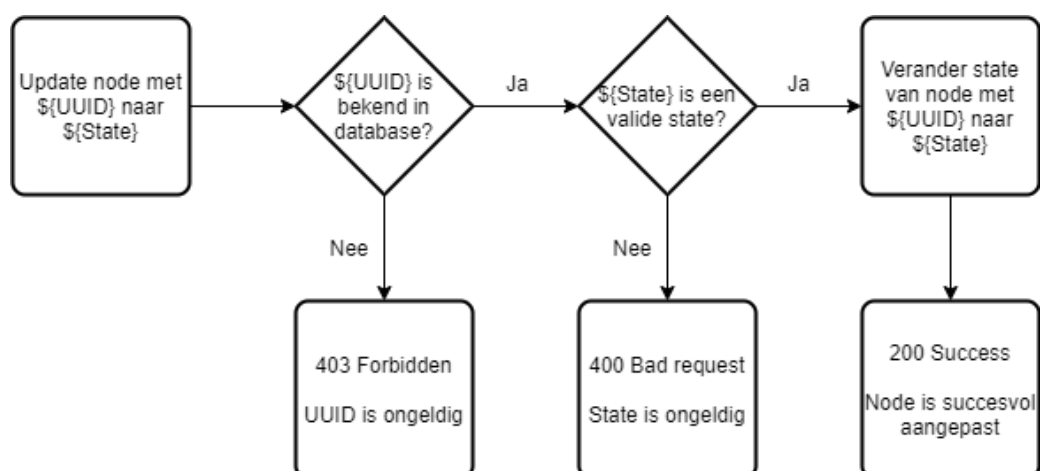 Update node met
${UUID} naar
${State}
${UUID} is
bekend in
database?
Ja
${State} is een
valide state?
Ja
Verander state
van node met
${UUID} naar
${State}
Nee
Nee
403 Forbidden
UUID is ongeldig
400 Bad request
State is ongeldig
200 Success
Node is succesvol
aangepast